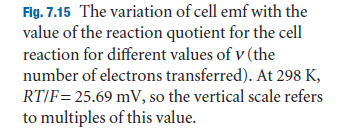 Fig. 7.15 The variation of cell emf with the
value of the reaction quotient for the cell
reaction for different values of ν (the
number of electrons transferred). At 298 K,
RT/F= 25.69 mV, so the vertical scale refers
to multiples of this value.